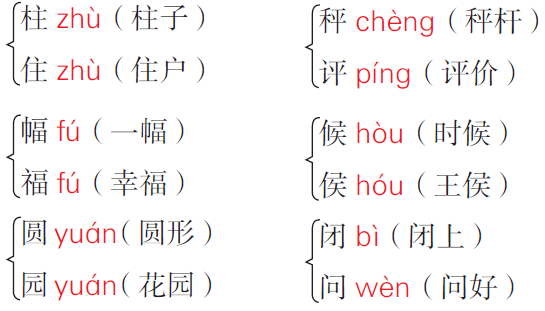 柱 zhù（柱子）
住 zhù（住户）
秤 chèng（秤杆）
评 píng（评价）
幅 fú（一幅）
福 fú（幸福）
候 hòu（时候）
侯 hóu（王侯）
圆 yuán（圆形）
园 yuán（花园）
闭 bì（闭上）
问 wèn（问好）